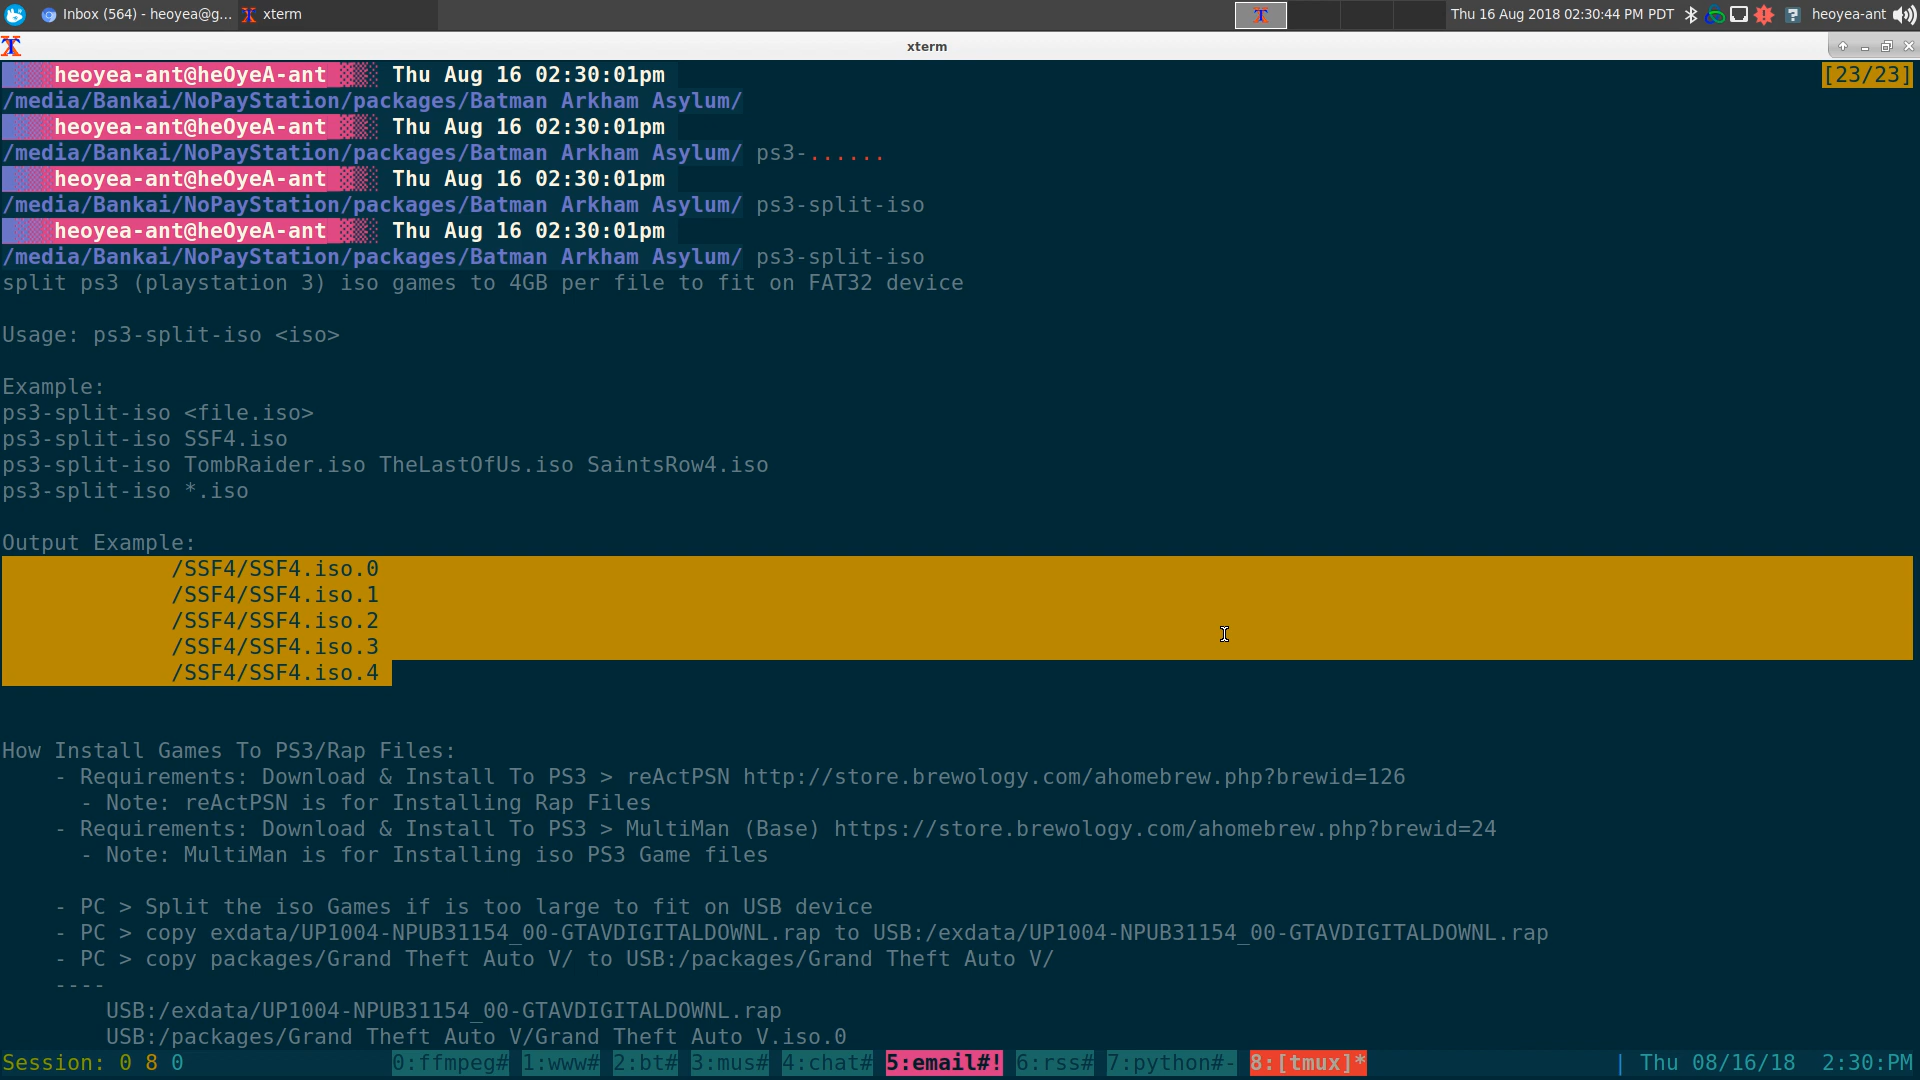 Inbox (564) - heoyea@g... xterm Thu 16 Aug 2018 02:30:44 PM PDT heoyea-ant
xterm
heoyea-ant@heOyeA-ant Thu Aug 16 02:30:01pm [23/23]
/media/Bankai/NoPayStation/packages/Batman Arkham Asylum/
heoyea-ant@heOyeA-ant Thu Aug 16 02:30:01pm
/media/Bankai/NoPayStation/packages/Batman Arkham Asylum/ ps3-......
heoyea-ant@heOyeA-ant Thu Aug 16 02:30:01pm
/media/Bankai/NoPayStation/packages/Batman Arkham Asylum/ ps3-split-iso
heoyea-ant@heOyeA-ant Thu Aug 16 02:30:01pm
/media/Bankai/NoPayStation/packages/Batman Arkham Asylum/ ps3-split-iso
split ps3 (playstation 3) iso games to 4GB per file to fit on FAT32 device
Usage: ps3-split-iso <iso>
Example:
ps3-split-iso <file.iso>
ps3-split-iso SSF4.iso
ps3-split-iso TombRaider.iso TheLastOfUs.iso SaintsRow4.iso
ps3-split-iso *.iso
Output Example:
/SSF4/SSF4.iso.0
/SSF4/SSF4.iso.1
/SSF4/SSF4.iso.2
/SSF4/SSF4.iso.3
/SSF4/SSF4.iso.4
How Install Games To PS3/Rap Files:
- Requirements: Download & Install To PS3 > reActPSN http://store.brewology.com/ahomebrew.php?brewid=126
- Note: reActPSN is for Installing Rap Files
- Requirements: Download & Install To PS3 > MultiMan (Base) https://store.brewology.com/ahomebrew.php?brewid=24
- Note: MultiMan is for Installing iso PS3 Game files
- PC > Split the iso Games if is too large to fit on USB device
- PC > copy exdata/UP1004-NPUB31154_00-GTAVDIGITALDOWNL.rap to USB:/exdata/UP1004-NPUB31154_00-GTAVDIGITALDOWNL.rap
- PC > copy packages/Grand Theft Auto V/ to USB:/packages/Grand Theft Auto V/
----
USB:/exdata/UP1004-NPUB31154_00-GTAVDIGITALDOWNL.rap
USB:/packages/Grand Theft Auto V/Grand Theft Auto V.iso.0
Session: 0 8 0 0:ffmpeg# 1:www# 2:bt# 3:mus# 4:chat# 5:email#! 6:rss# 7:python#- 8:[tmux]* | Thu 08/16/18 2:30:PM